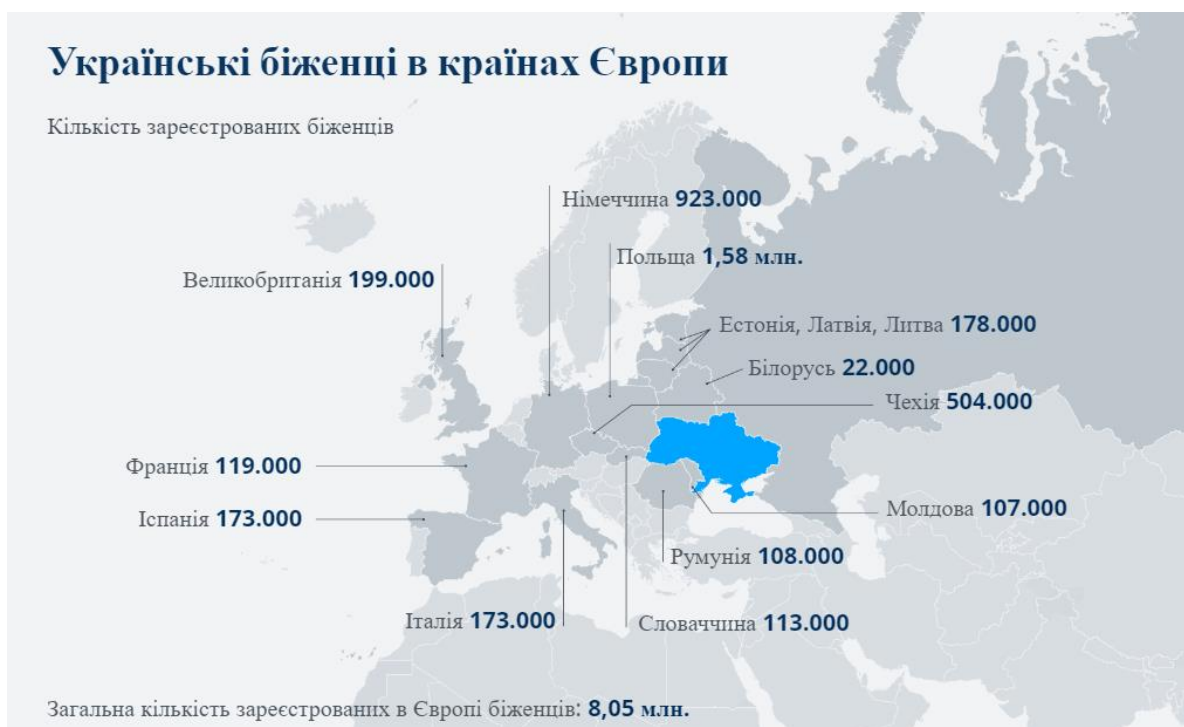 Українські біженці в країнах Європи
Кількість зареєстрованих біженців
Німеччина 923.000
Польща 1,58 млн.
Великобританія 199.000
Естонія, Латвія, Литва 178.000
Білорусь 22.000
Чехія 504.000
Франція 119.000
Іспанія 173.000
Молдова 107.000
Румунія 108.000
Італія 173.000
Словаччина 113.000
Загальна кількість зареєстрованих в Європі біженців: 8,05 млн.